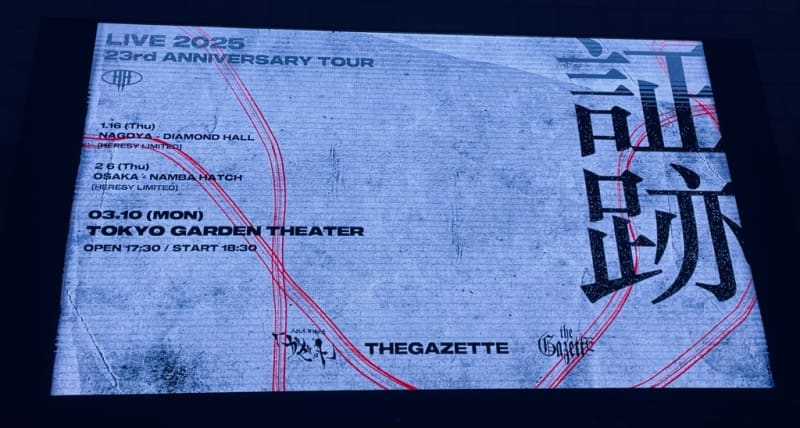 LIVE 2025
23rd ANNIVERSARY TOUR
1.16 (Thu)
NAGOYA - DIAMOND HALL
[HERESY LIMITED]
2 6 (Thu)
OSAKA - NAMBA HATCH
[HERESY LIMITED]
03.10 (MON)
TOKYO GARDEN THEATER
OPEN 17:30 / START 18:30
証跡
THEGAZETTE
the
GazettE